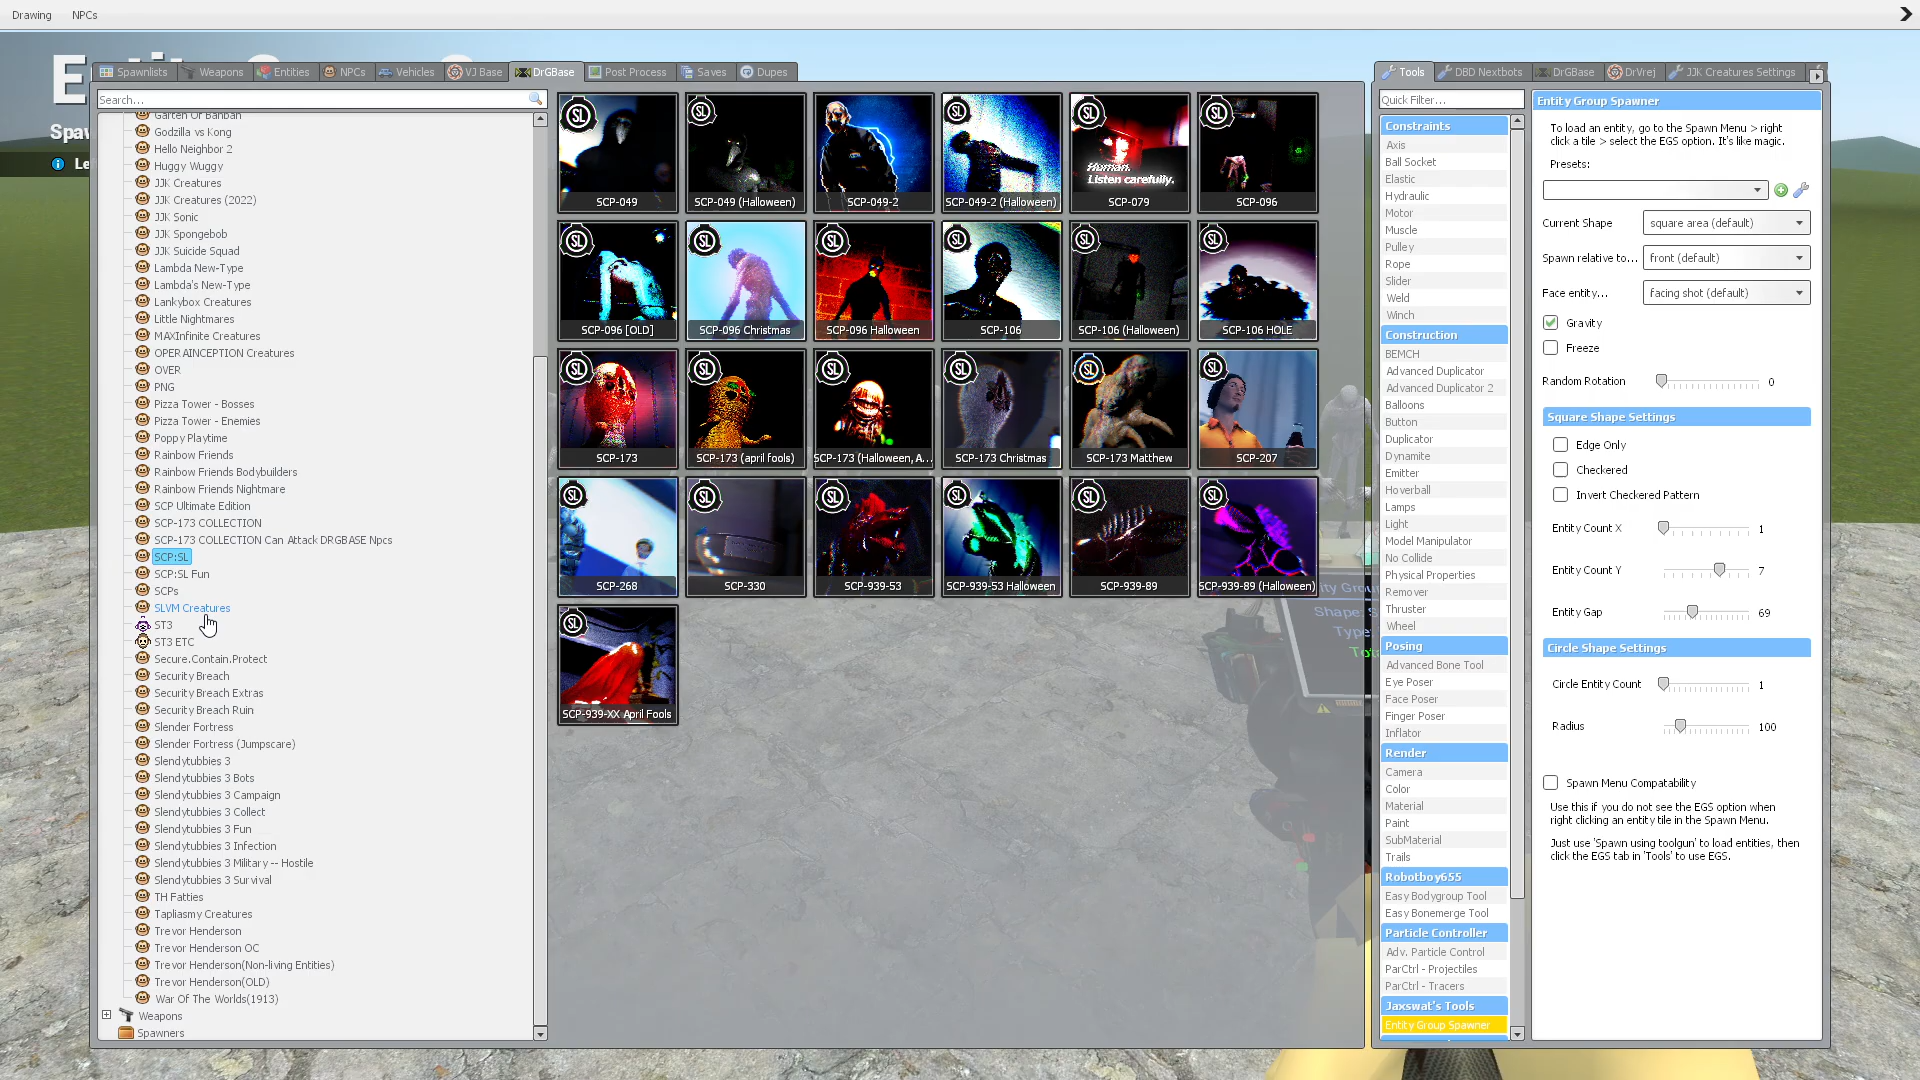 Drawing NPCs
Spawnlists Weapons Entities NPCs Vehicles VJ Base DrGBase Post Process Saves Dupes
Search...
Garten Of Banban
Godzilla vs Kong
Hello Neighbor 2
Huggy Wuggy
JJK Creatures
JJK Creatures (2022)
JJK Sonic
JJK Spongebob
JJK Suicide Squad
Lambda New-Type
Lambda's New-Type
Lankybox Creatures
Little Nightmares
MAXInfinite Creatures
OPERAINCEPTION Creatures
OVER
PNG
Pizza Tower - Bosses
Pizza Tower - Enemies
Poppy Playtime
Rainbow Friends
Rainbow Friends Bodybuilders
Rainbow Friends Nightmare
SCP Ultimate Edition
SCP-173 COLLECTION
SCP-173 COLLECTION Can Attack DRGBASE Npcs
SCP:SL
SCP:SL Fun
SCPs
SLVM Creatures
ST3
ST3 ETC
Secure.Contain.Protect
Security Breach
Security Breach Extras
Security Breach Ruin
Slender Fortress
Slender Fortress (Jumpscare)
Slendytubbies 3
Slendytubbies 3 Bots
Slendytubbies 3 Campaign
Slendytubbies 3 Collect
Slendytubbies 3 Fun
Slendytubbies 3 Infection
Slendytubbies 3 Military -- Hostile
Slendytubbies 3 Survival
TH Fatties
Tapliasmy Creatures
Trevor Henderson
Trevor Henderson OC
Trevor Henderson(Non-living Entities)
Trevor Henderson(OLD)
War Of The Worlds(1913)
Weapons
Spawners
Human.
Listen carefully.
SCP-049 SCP-049 (Halloween) SCP-049-2 SCP-049-2 (Halloween) SCP-079 SCP-096
SCP-096 [OLD] SCP-096 Christmas SCP-096 Halloween SCP-106 SCP-106 (Halloween) SCP-106 HOLE
SCP-173 SCP-173 (april fools) SCP-173 (Halloween, A... SCP-173 Christmas SCP-173 Matthew SCP-207
SCP-268 SCP-330 SCP-939-53 SCP-939-53 Halloween SCP-939-89 SCP-939-89 (Halloween)
SCP-939-XX April Fools
Tools DBD Nextbots DrGBase DrVrej JJK Creatures Settings
Quick Filter...
Constraints
Axis
Ball Socket
Elastic
Hydraulic
Motor
Muscle
Pulley
Rope
Slider
Weld
Winch
Construction
BEMCH
Advanced Duplicator
Advanced Duplicator 2
Balloons
Button
Duplicator
Dynamite
Emitter
Hoverball
Lamps
Light
Model Manipulator
No Collide
Physical Properties
Remover
Thruster
Wheel
Posing
Advanced Bone Tool
Eye Poser
Face Poser
Finger Poser
Inflator
Render
Camera
Color
Material
Paint
SubMaterial
Trails
Robotboy655
Easy Bodygroup Tool
Easy Bonemerge Tool
Particle Controller
Adv. Particle Control
ParCtrl - Projectiles
ParCtrl - Tracers
Jaxswat's Tools
Entity Group Spawner
Entity Group Spawner
To load an entity, go to the Spawn Menu > right
click a tile > select the EGS option. It's like magic.
Presets:
Current Shape square area (default)
Spawn relative to... front (default)
Face entity... facing shot (default)
Gravity
Freeze
Random Rotation 0
Square Shape Settings
Edge Only
Checkered
Invert Checkered Pattern
Entity Count X 1
Entity Count Y 7
Entity Gap 69
Circle Shape Settings
Circle Entity Count 1
Radius 100
Spawn Menu Compatability
Use this if you do not see the EGS option when
right clicking an entity tile in the Spawn Menu.
Just use 'Spawn using toolgun' to load entities, then
click the EGS tab in 'Tools' to use EGS.